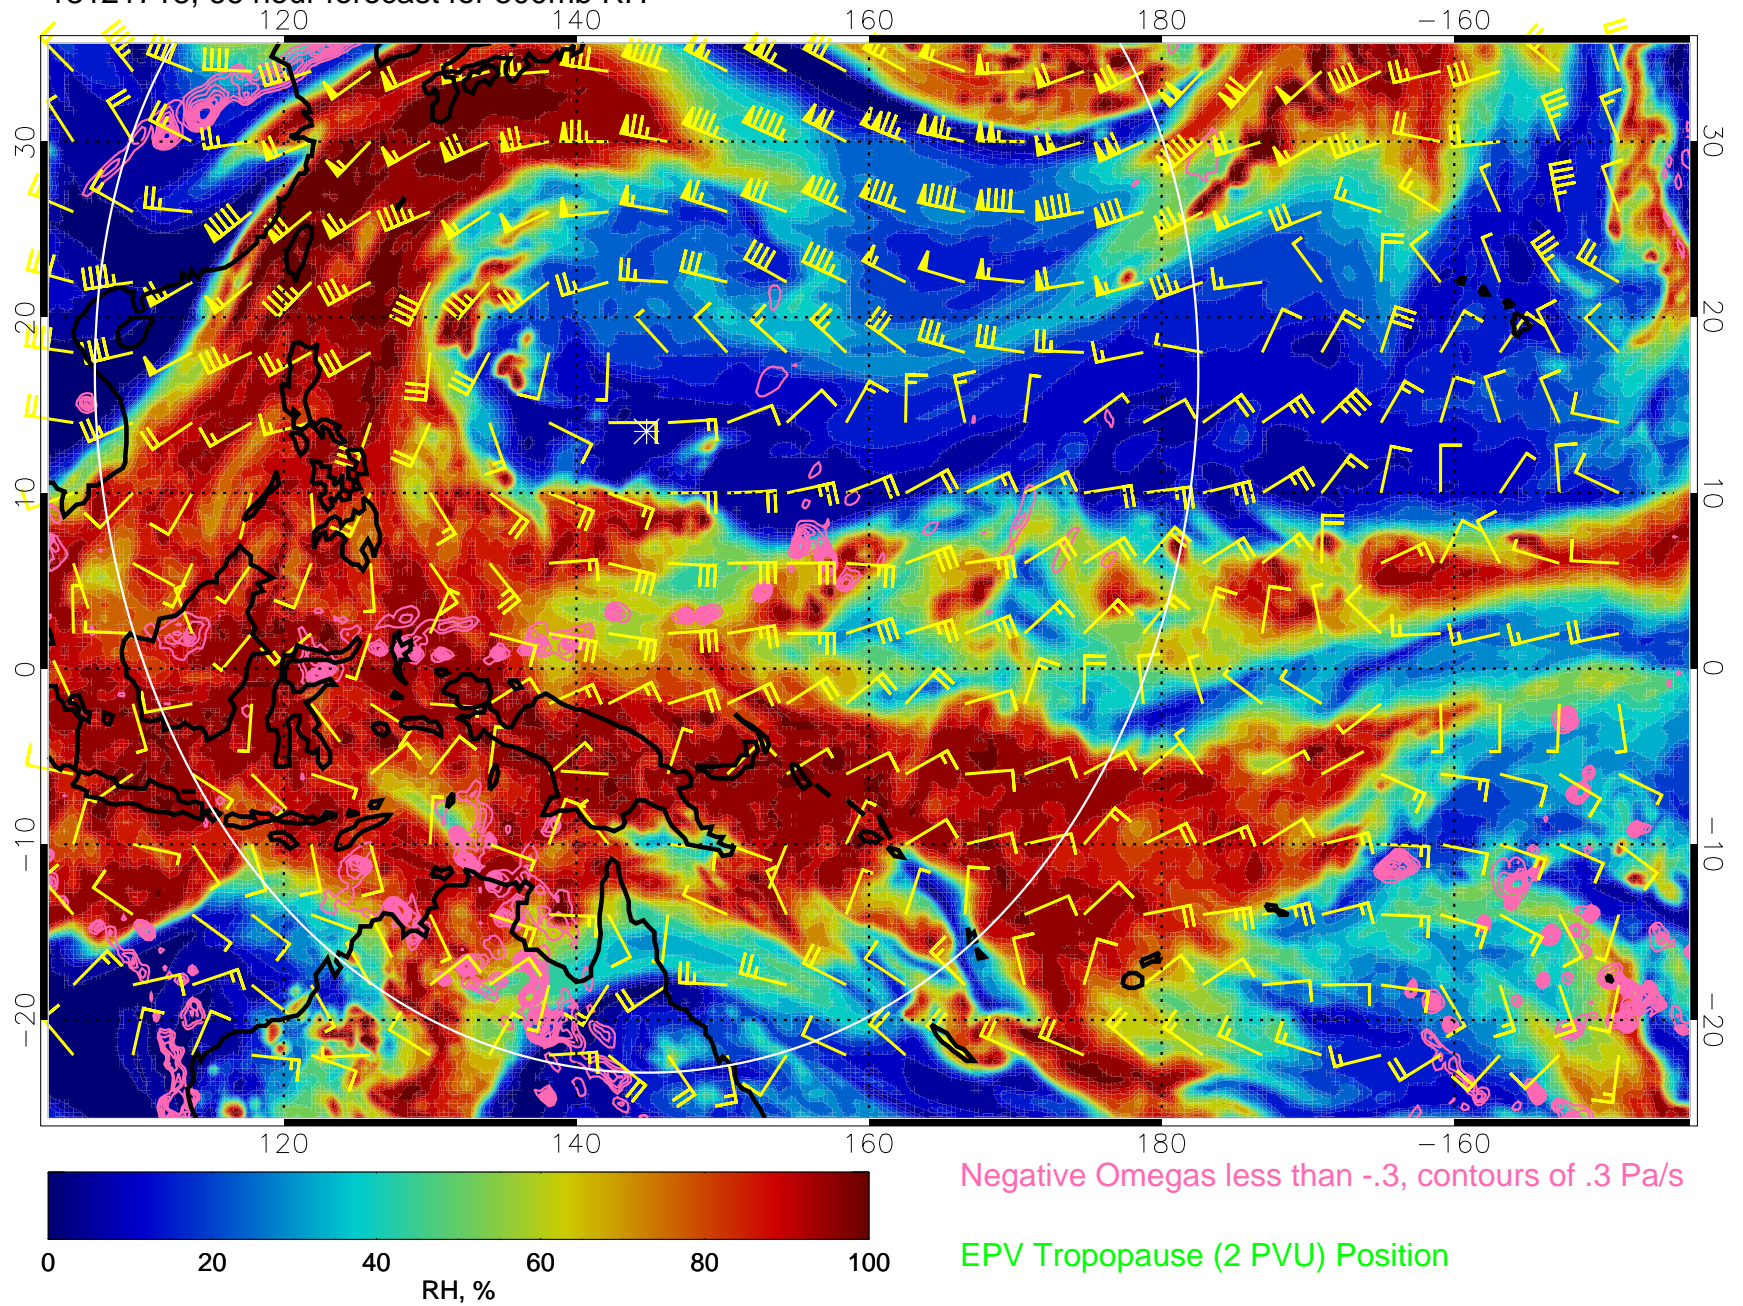 120 140 160 180 −160
30 20 10 0 −10 −20
30 20 10 0 −10 −20
120 140 160 180 −160
Negative Omegas less than -.3, contours of .3 Pa/s
EPV Tropopause (2 PVU) Position
0 20 40 60 80 100
RH, %